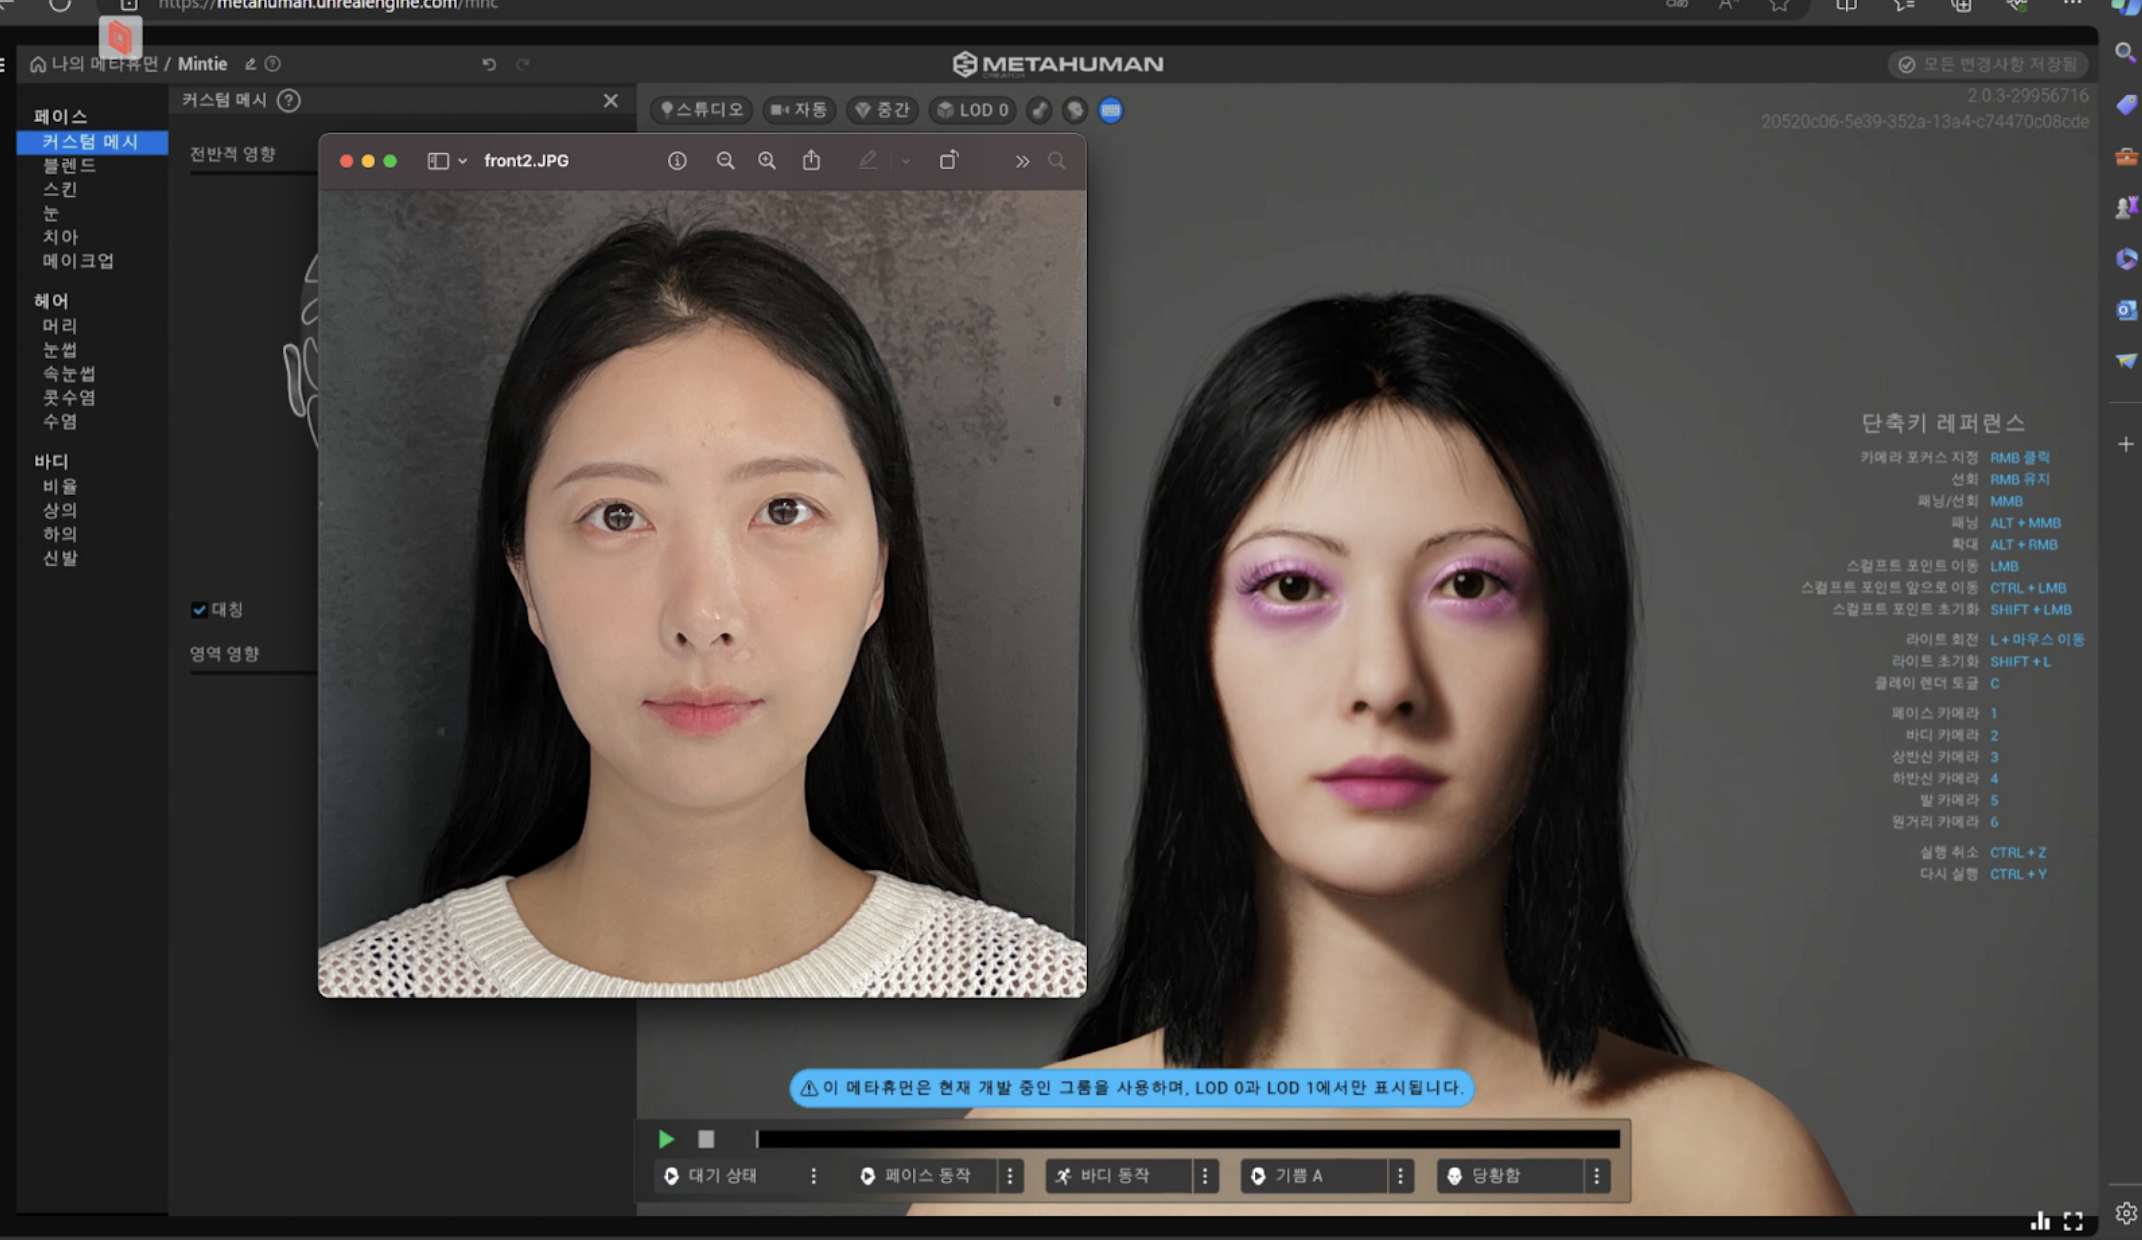 https://metahuman.unrealengine.com/mhc
나의 메타휴먼 / Mintie
METAHUMAN
CREATOR
모든 변경사항 저장됨
커스텀 메시
스튜디오
자동
중간
LOD 0
2.0.3-29956716
20520c06-5e39-352a-13a4-c74470c08cde
페이스
커스텀 메시
블렌드
스킨
눈
치아
메이크업
헤어
머리
눈썹
속눈썹
콧수염
수염
바디
비율
상의
하의
신발
전반적 영향
대칭
영역 영향
front2.JPG
단축키 레퍼런스
카메라 포커스 지정 RMB 클릭
선회 RMB 유지
패닝/선회 MMB
패닝 ALT + MMB
확대 ALT + RMB
스컬프트 포인트 이동 LMB
스컬프트 포인트 앞으로 이동 CTRL + LMB
스컬프트 포인트 초기화 SHIFT + LMB
라이트 회전 L + 마우스 이동
라이트 초기화 SHIFT + L
클레이 렌더 토글 C
페이스 카메라 1
바디 카메라 2
상반신 카메라 3
하반신 카메라 4
발 카메라 5
원거리 카메라 6
실행 취소 CTRL + Z
다시 실행 CTRL + Y
이 메타휴먼은 현재 개발 중인 그룸을 사용하며, LOD 0과 LOD 1에서만 표시됩니다.
대기 상태
페이스 동작
바디 동작
기쁨 A
당황함